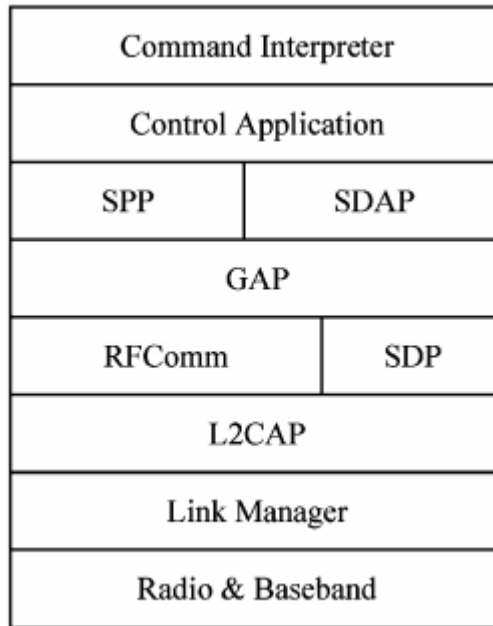 Command Interpreter
Control Application
SPP
SDAP
GAP
RFComm
SDP
L2CAP
Link Manager
Radio & Baseband